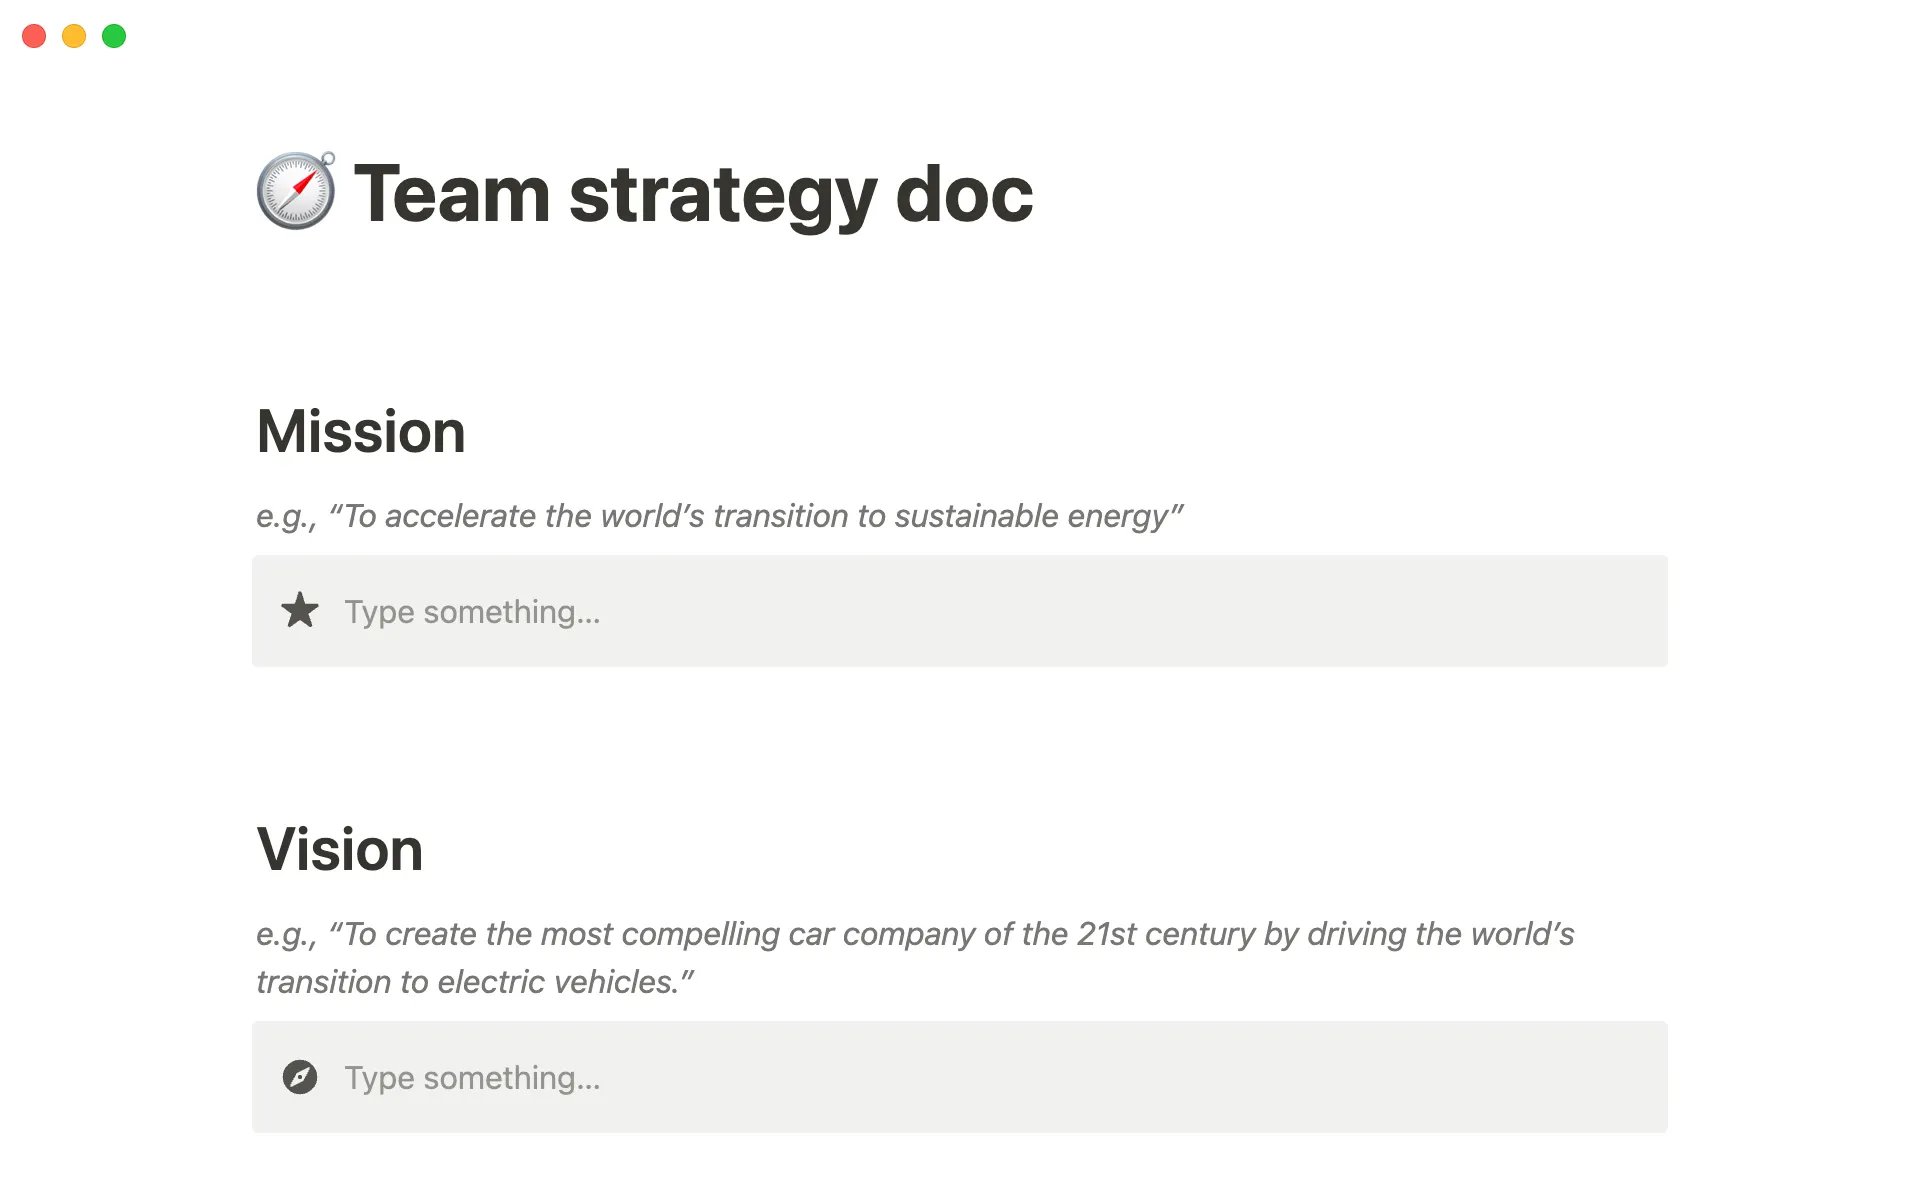 Team strategy doc
Mission
e.g., “To accelerate the world’s transition to sustainable energy”
Type something...
Vision
e.g., “To create the most compelling car company of the 21st century by driving the world’s
transition to electric vehicles.”
Type something...